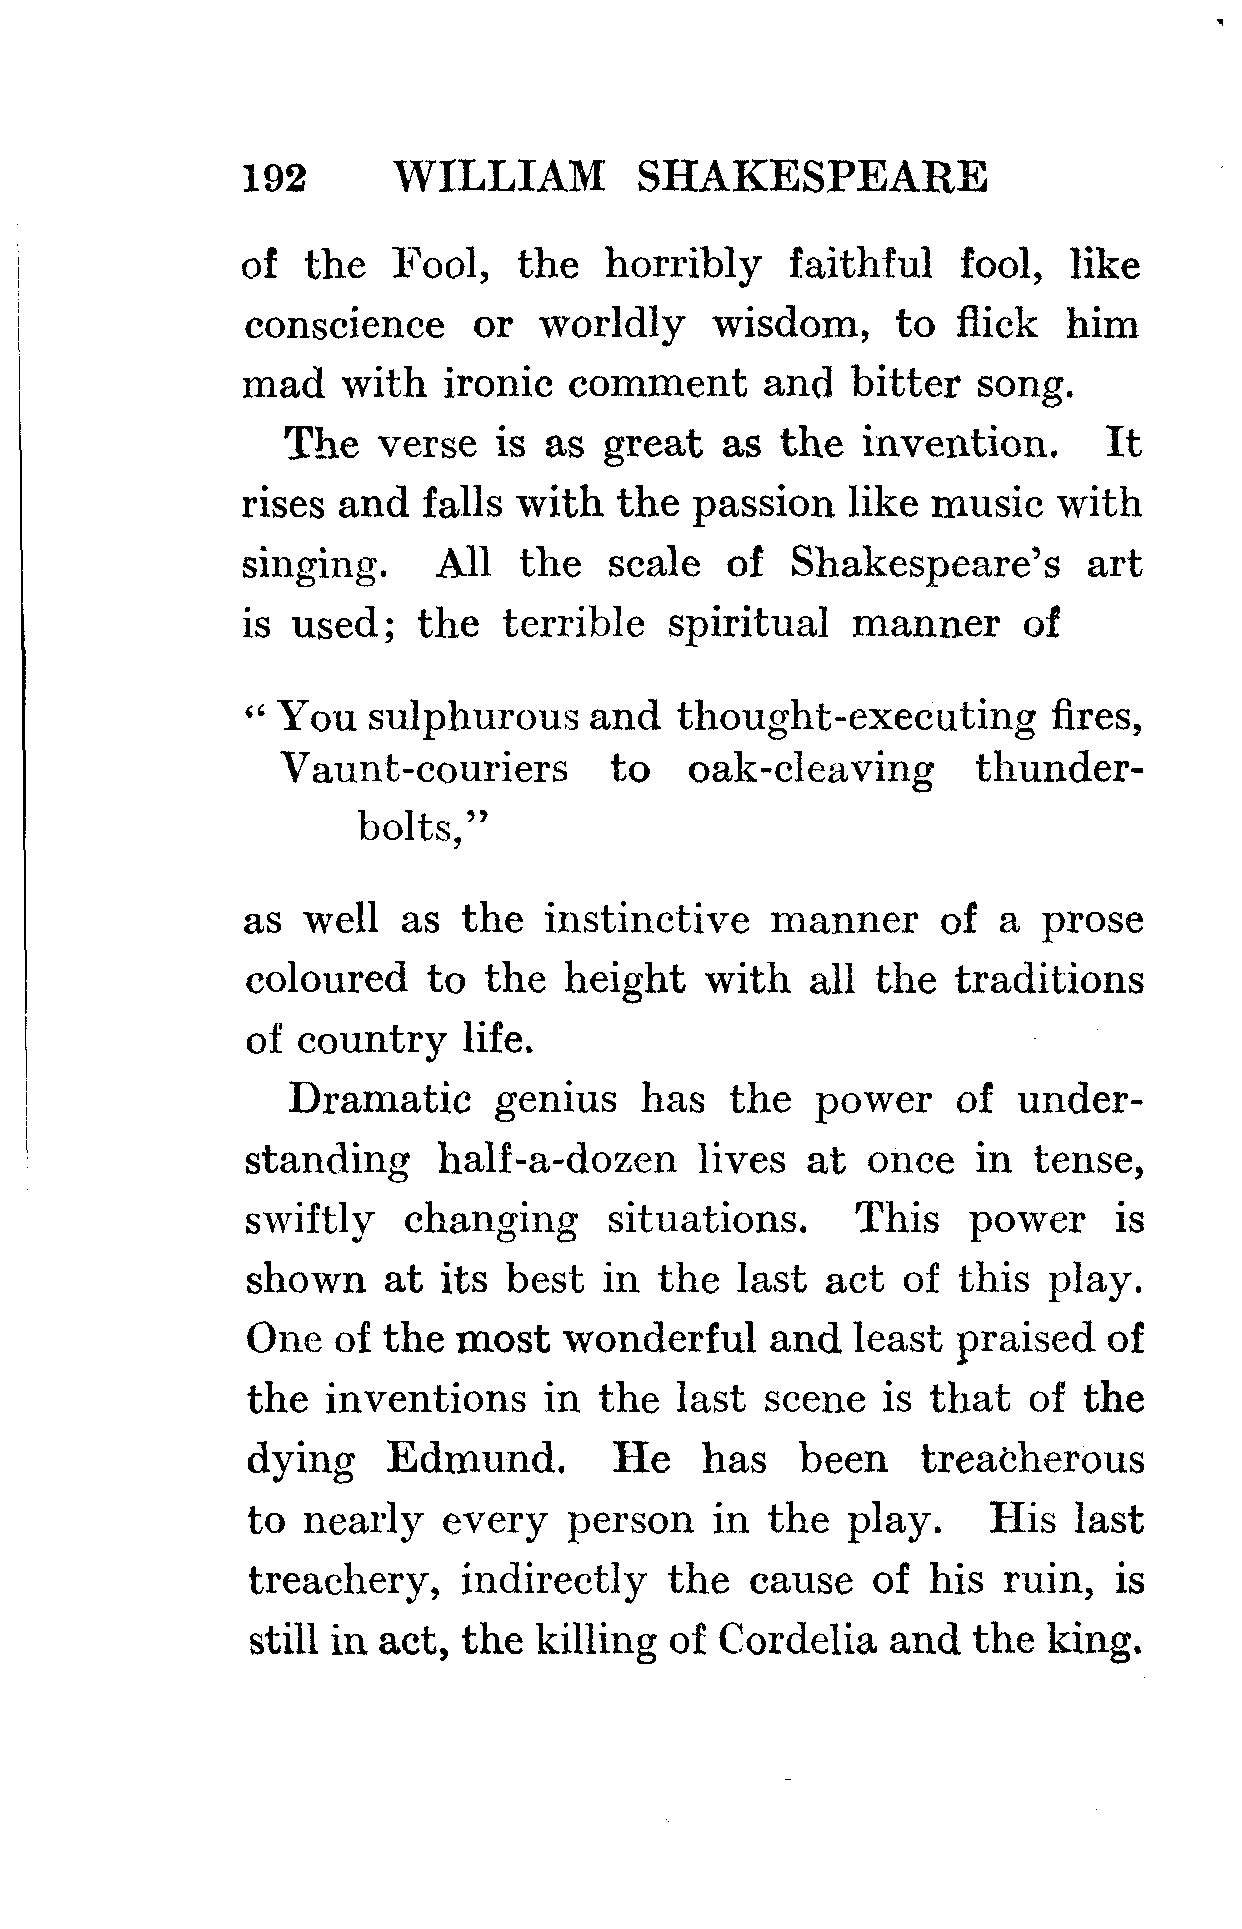 192 WILLIAM SHAKESPEARE
of the Fool, the horribly faithful fool, like
conscience or worldly wisdom, to flick him
mad with ironic comment and bitter song.
The verse is as great as the invention. It
rises and falls with the passion like music with
singing. All the scale of Shakespeare's art
is used; the terrible spiritual manner of
“ You sulphurous and thought-executing fires,
Vaunt-couriers to oak-cleaving thunder-
bolts,”
as well as the instinctive manner of a prose
coloured to the height with all the traditions
of country life.
Dramatic genius has the power of under-
standing half-a-dozen lives at once in tense,
swiftly changing situations. This power is
shown at its best in the last act of this play.
One of the most wonderful and least praised of
the inventions in the last scene is that of the
dying Edmund. He has been treacherous
to nearly every person in the play. His last
treachery, indirectly the cause of his ruin, is
still in act, the killing of Cordelia and the king.